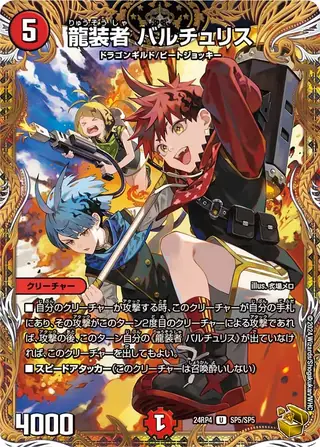 5
りゅうそうしゃ
龍装者 バルチュリス
ドラゴンギルド/ビートジョッキー
クリーチャー
illus. 弐壱メロ
■自分のクリーチャーが攻撃する時、このクリーチャーが自分の手札
にあり、その攻撃がこのターン2度目のクリーチャーによる攻撃であれ
ば、攻撃の後、このターン自分の《龍装者 バルチュリス》が出ていなけ
れば、このクリーチャーを出してもよい。
■スピードアタッカー(このクリーチャーは召喚酔いしない)
4000
24RP4 U SP5/SP5